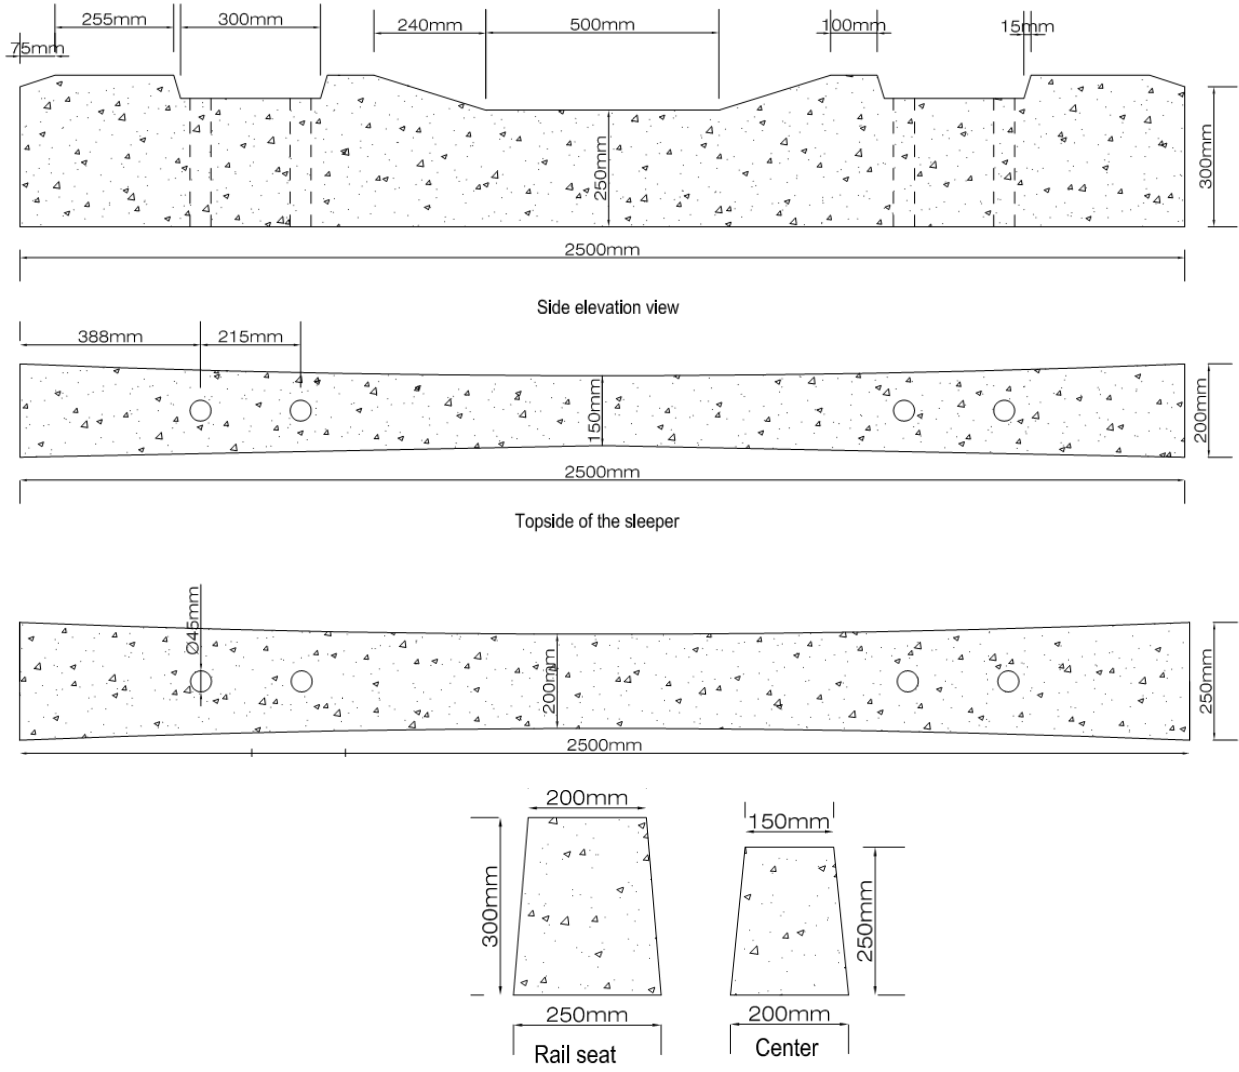 255mm
300mm
240mm
500mm
100mm
15mm
75mm
250mm
300mm
2500mm
Side elevation view
388mm
215mm
150mm
200mm
2500mm
Topside of the sleeper
Ø45mm
200mm
250mm
2500mm
200mm
150mm
300mm
250mm
250mm
200mm
Rail seat
Center